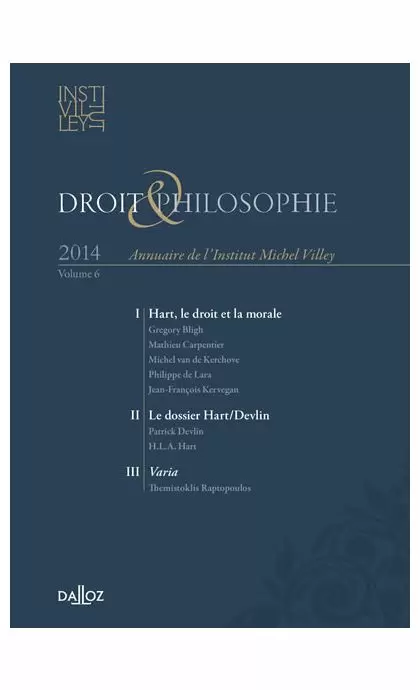 INSTI
VIL TUT
LEY
DROIT & PHILOSOPHIE
2014 Annuaire de l'Institut Michel Villey
Volume 6
I Hart, le droit et la morale
Gregory Bligh
Mathieu Carpentier
Michel van de Kerchove
Philippe de Lara
Jean-François Kervegan
II Le dossier Hart/Devlin
Patrick Devlin
H.L.A. Hart
III Varia
Themistoklis Raptopoulos
DALLOZ